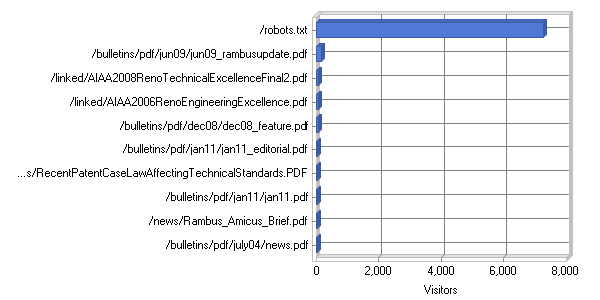 /robots.txt
/bulletins/pdf/jun09/jun09_rambusupdate.pdf
/linked/AIAA2008RenoTechnicalExcellenceFinal2.pdf
/linked/AIAA2006RenoEngineeringExcellence.pdf
/bulletins/pdf/dec08/dec08_feature.pdf
/bulletins/pdf/jan11/jan11_editorial.pdf
...s/RecentPatentCaseLawAffectingTechnicalStandards.PDF
/bulletins/pdf/jan11/jan11.pdf
/news/Rambus_Amicus_Brief.pdf
/bulletins/pdf/july04/news.pdf
0 2,000 4,000 6,000 8,000
Visitors